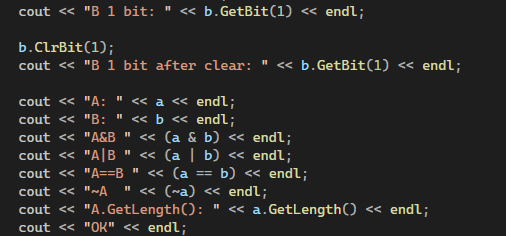 cout << "B 1 bit: " << b.GetBit(1) << endl;
b.ClrBit(1);
cout << "B 1 bit after clear: " << b.GetBit(1) << endl;
cout << "A: " << a << endl;
cout << "B: " << b << endl;
cout << "A&B " << (a & b) << endl;
cout << "A|B " << (a | b) << endl;
cout << "A==B " << (a == b) << endl;
cout << "~A  " << (~a) << endl;
cout << "A.GetLength(): " << a.GetLength() << endl;
cout << "OK" << endl;